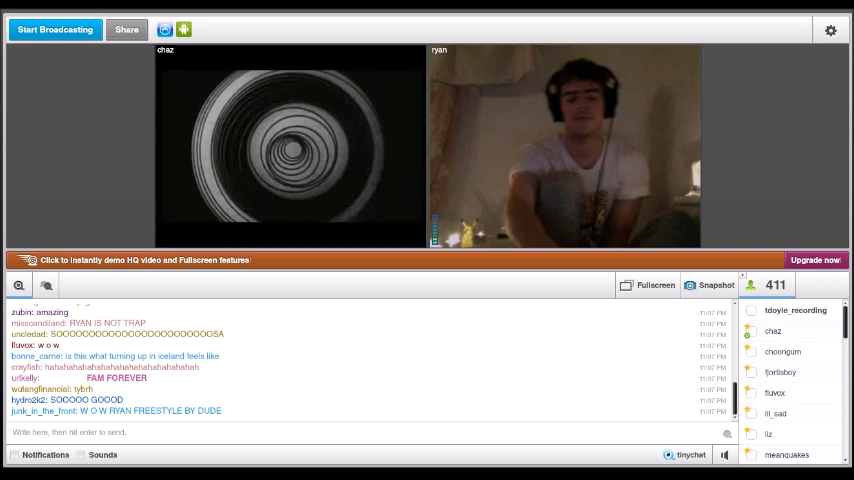 Start Broadcasting
Share
chaz
ryan
Click to instantly demo HQ video and Fullscreen features!
Upgrade now!
Fullscreen
Snapshot
411
zubin: amazing 11:07 PM
misscandiland: RYAN IS NOT TRAP 11:07 PM
uncledad: SOOOOOOOOOOOOOOOOOOOOOOOOSA 11:07 PM
fluvox: w o w 11:07 PM
bonne_carne: is this what turning up in iceland feels like 11:07 PM
crayfish: hahahahahahahahahahahahahahahah 11:07 PM
urlkelly: FAM FOREVER 11:07 PM
wutangfinancial: tybrh 11:07 PM
hydro2k2: SOOOOO GOOOD 11:07 PM
junk_in_the_front: W O W RYAN FREESTYLE BY DUDE 11:07 PM
tdoyle_recording
chaz
choongum
fjortisboy
fluvox
lil_sad
liz
meanquakes
Write here, then hit enter to send.
Notifications
Sounds
tinychat